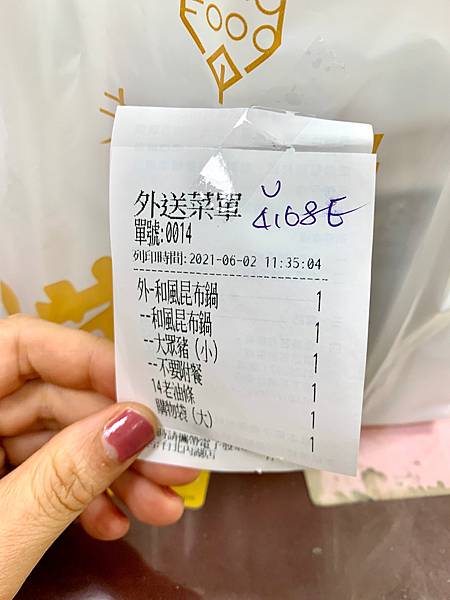 FOOD
U
外送菜單 4168E
單號:0014
列印時間:2021-06-02 11:35:04
外-和風昆布鍋 1
--和風昆布鍋 1
--大眾豬(小) 1
--不要附餐 1
14老油條 1
購物袋(大) 1